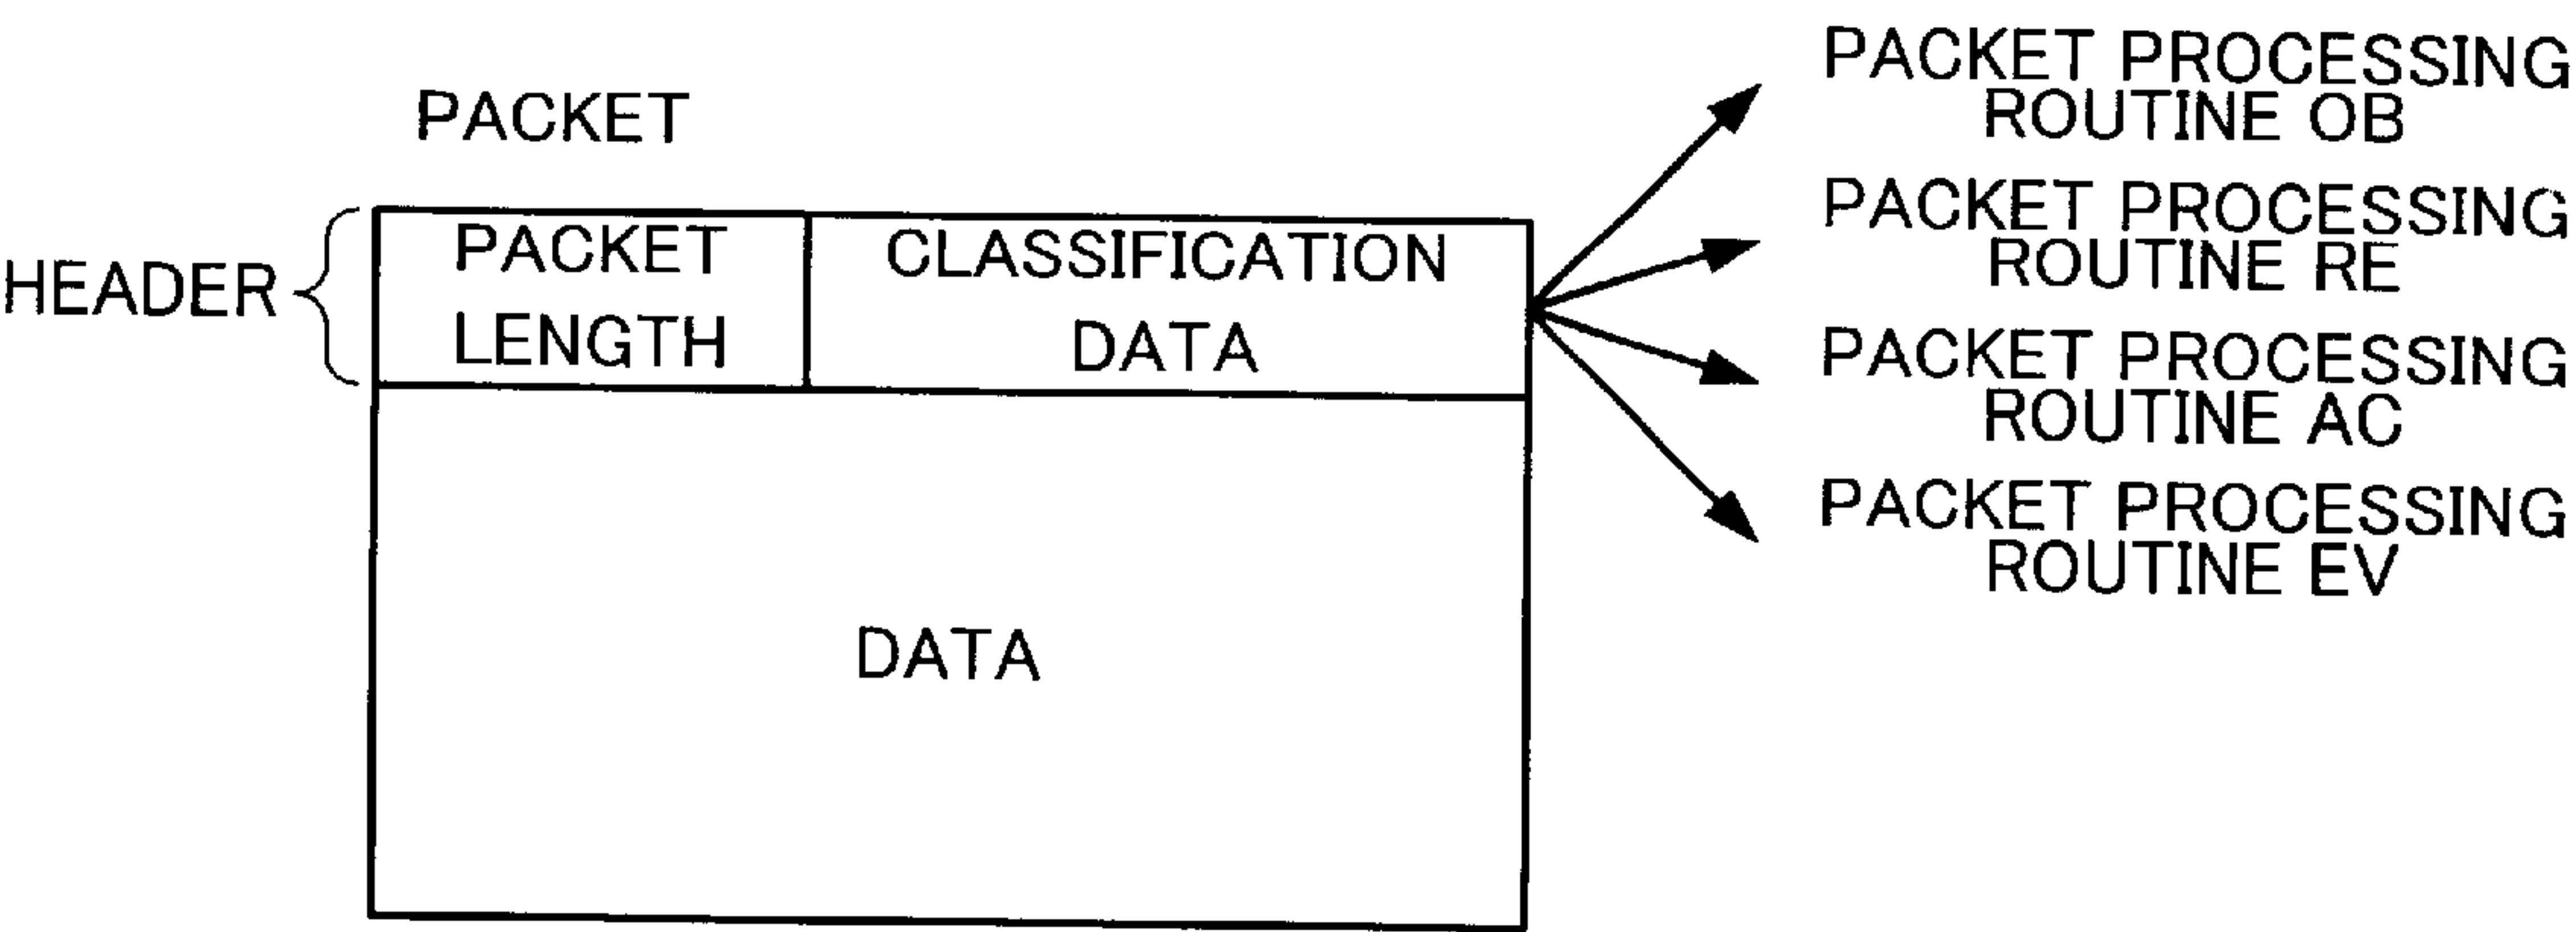 PACKET
HEADER
PACKET
LENGTH
CLASSIFICATION
DATA
DATA
PACKET PROCESSING
ROUTINE OB
PACKET PROCESSING
ROUTINE RE
PACKET PROCESSING
ROUTINE AC
PACKET PROCESSING
ROUTINE EV